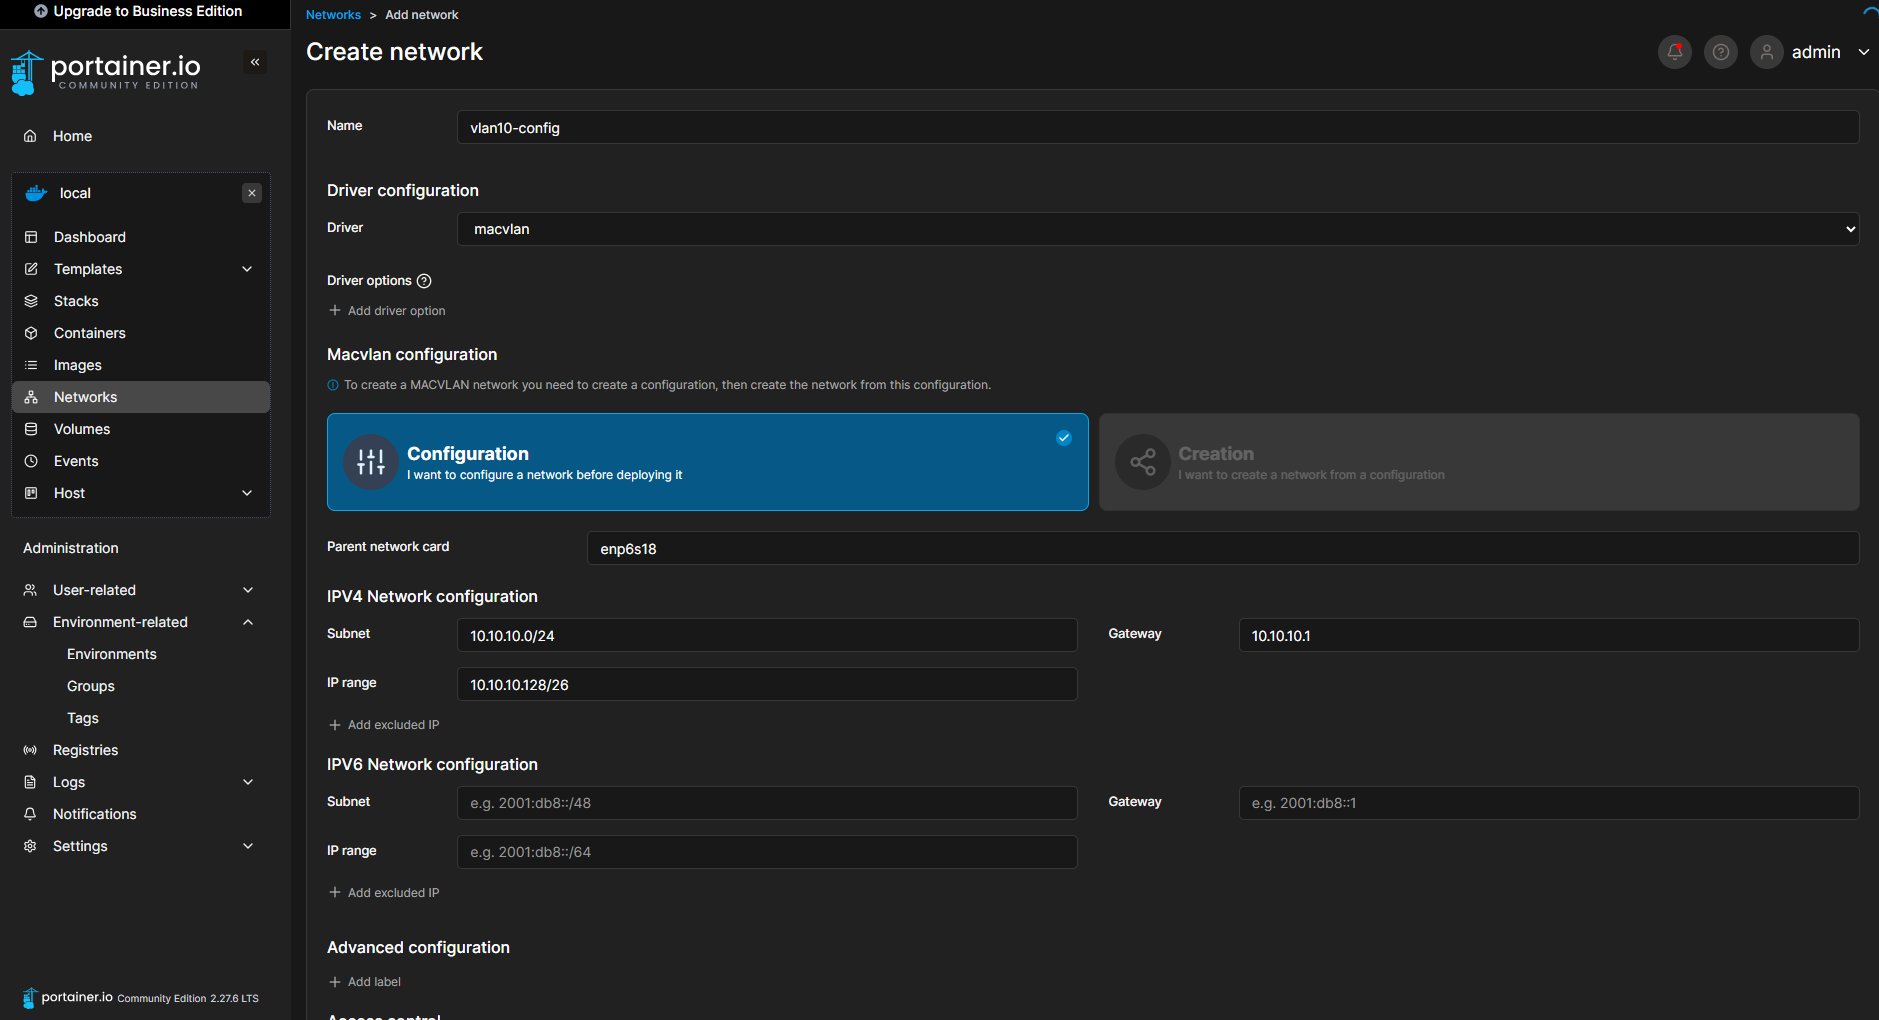 Upgrade to Business Edition
portainer.io
COMMUNITY EDITION
Home
local
Dashboard
Templates
Stacks
Containers
Images
Networks
Volumes
Events
Host
Administration
User-related
Environment-related
Environments
Groups
Tags
Registries
Logs
Notifications
Settings
portainer.io Community Edition 2.27.6 LTS
Networks > Add network
Create network
admin
Name
vlan10-config
Driver configuration
Driver
macvlan
Driver options
Add driver option
Macvlan configuration
To create a MACVLAN network you need to create a configuration, then create the network from this configuration.
Configuration
I want to configure a network before deploying it
Creation
I want to create a network from a configuration
Parent network card
enp6s18
IPV4 Network configuration
Subnet
10.10.10.0/24
Gateway
10.10.10.1
IP range
10.10.10.128/26
Add excluded IP
IPV6 Network configuration
Subnet
e.g. 2001:db8::/48
Gateway
e.g. 2001:db8::1
IP range
e.g. 2001:db8::/64
Add excluded IP
Advanced configuration
Add label
Access control